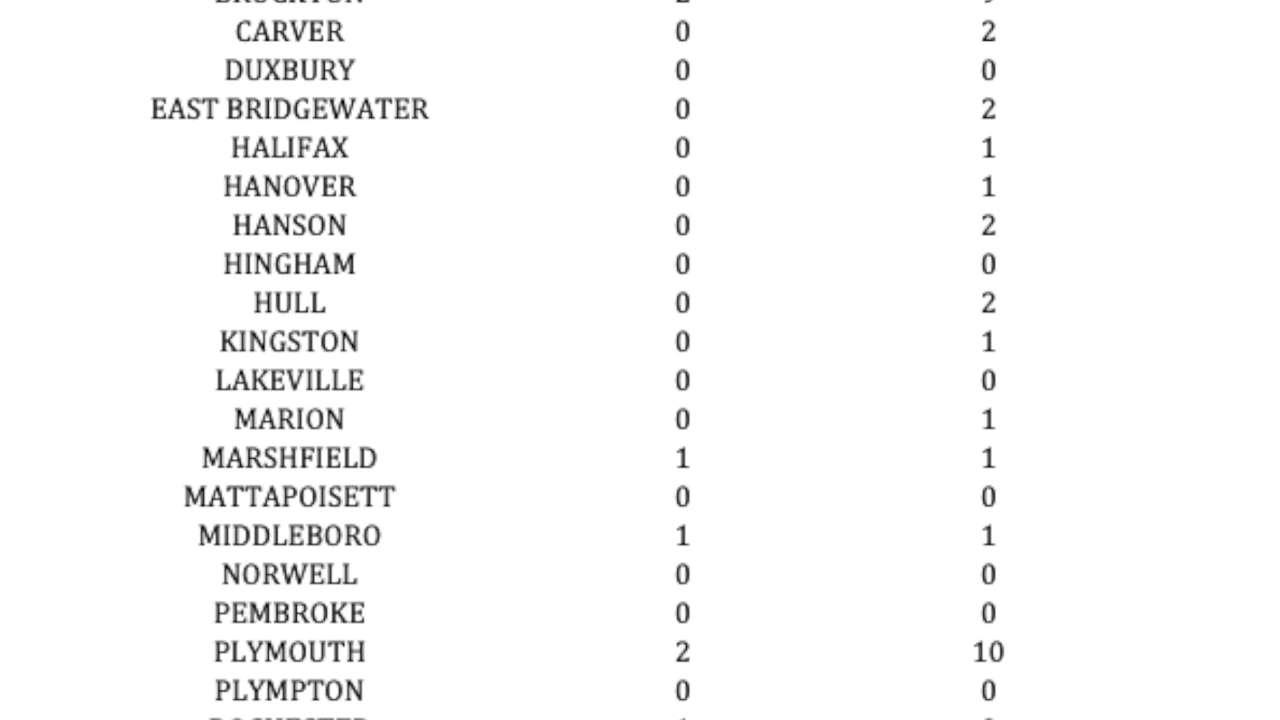 CARVER 0 2
DUXBURY 0 0
EAST BRIDGEWATER 0 2
HALIFAX 0 1
HANOVER 0 1
HANSON 0 2
HINGHAM 0 0
HULL 0 2
KINGSTON 0 1
LAKEVILLE 0 0
MARION 0 1
MARSHFIELD 1 1
MATTAPOISETT 0 0
MIDDLEBORO 1 1
NORWELL 0 0
PEMBROKE 0 0
PLYMOUTH 2 10
PLYMPTON 0 0